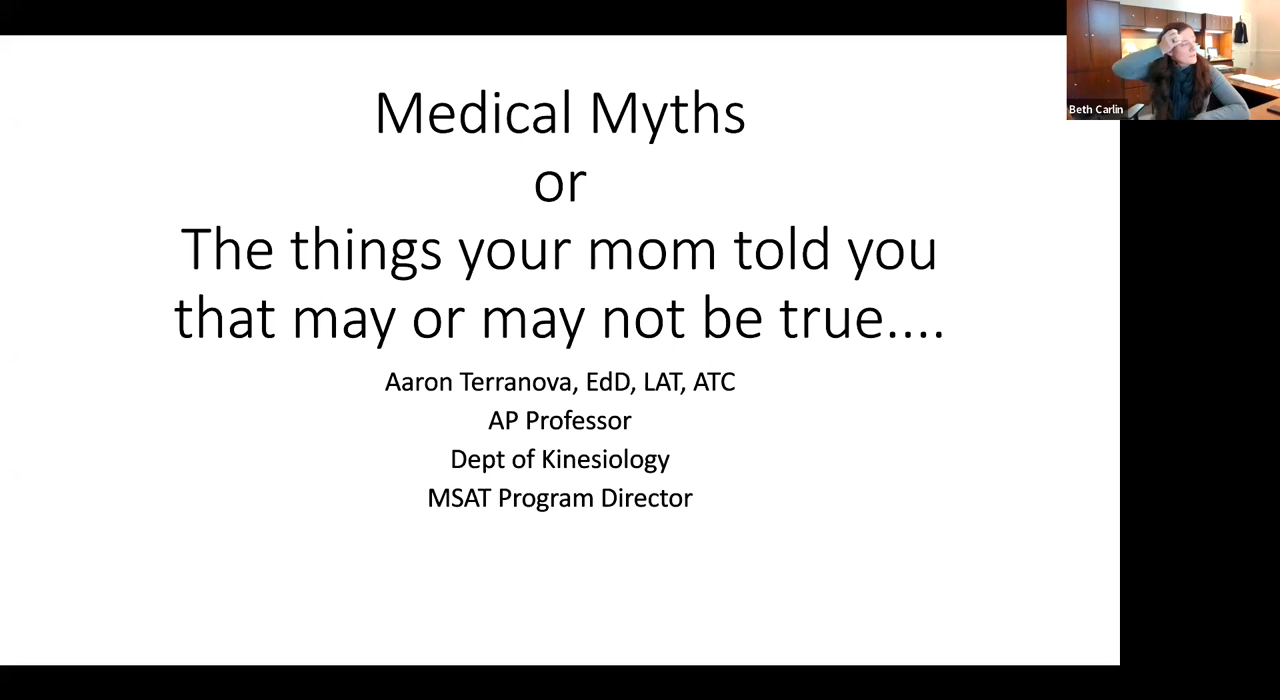 Medical Myths
or
The things your mom told you
that may or may not be true....
Aaron Terranova, EdD, LAT, ATC
AP Professor
Dept of Kinesiology
MSAT Program Director
Beth Carlin